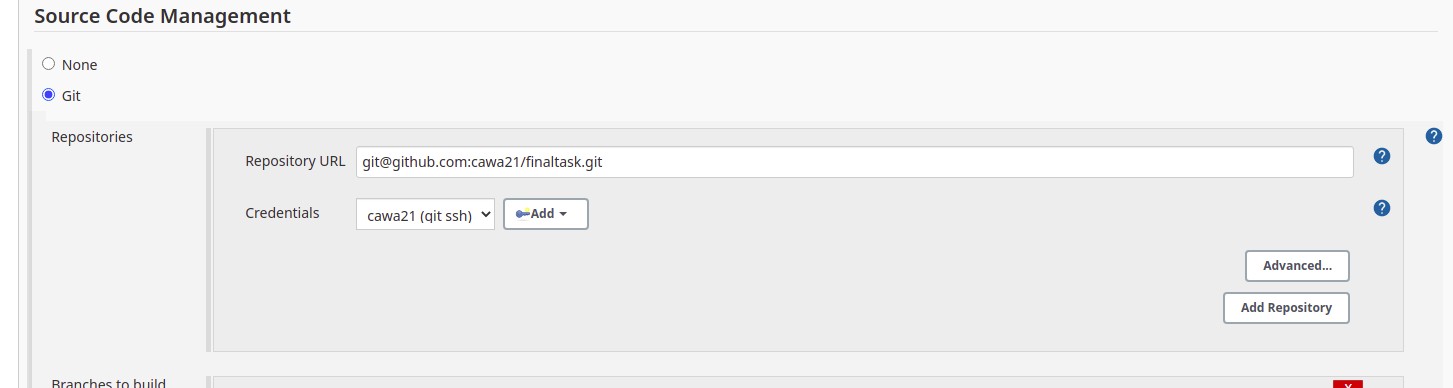 Source Code Management
None
Git
Repositories
?
Repository URL git@github.com:cawa21/finaltask.git ?
Credentials cawa21 (git ssh) Add ?
Advanced...
Add Repository
Branches to build X